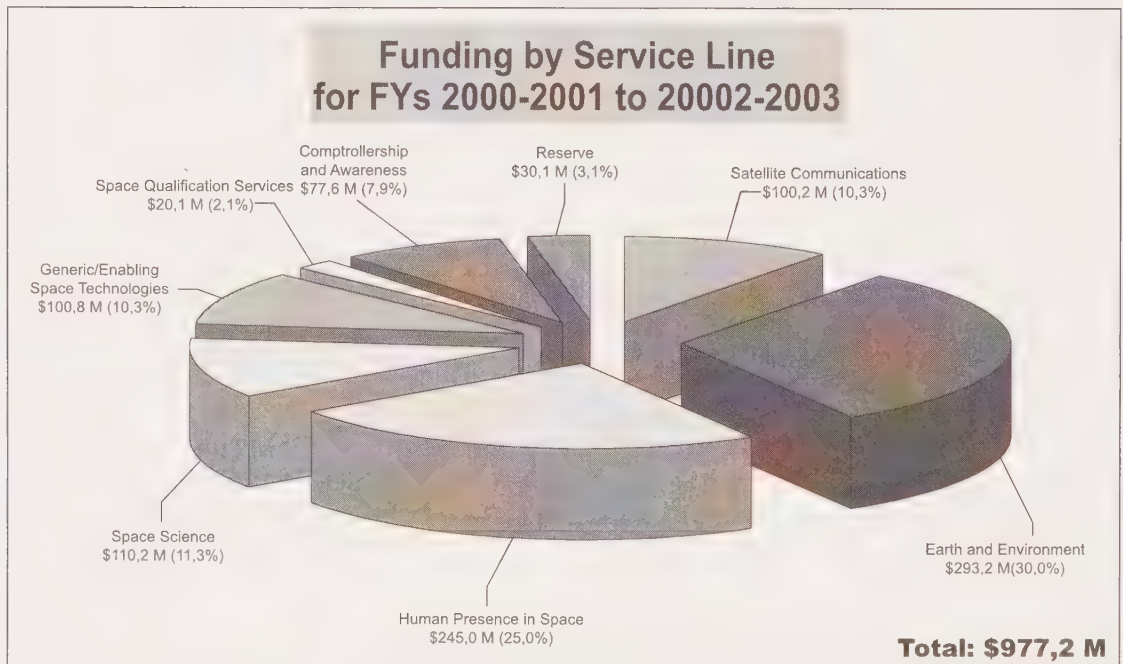 Funding by Service Line
for FYs 2000-2001 to 20002-2003
Comptrollership
and Awareness
$77,6 M (7,9%)
Reserve
$30,1 M (3,1%)
Satellite Communications
$100,2 M (10,3%)
Space Qualification Services
$20,1 M (2,1%)
Generic/Enabling
Space Technologies
$100,8 M (10,3%)
Space Science
$110,2 M (11,3%)
Human Presence in Space
$245,0 M (25,0%)
Earth and Environment
$293,2 M(30,0%)
Total: $977,2 M